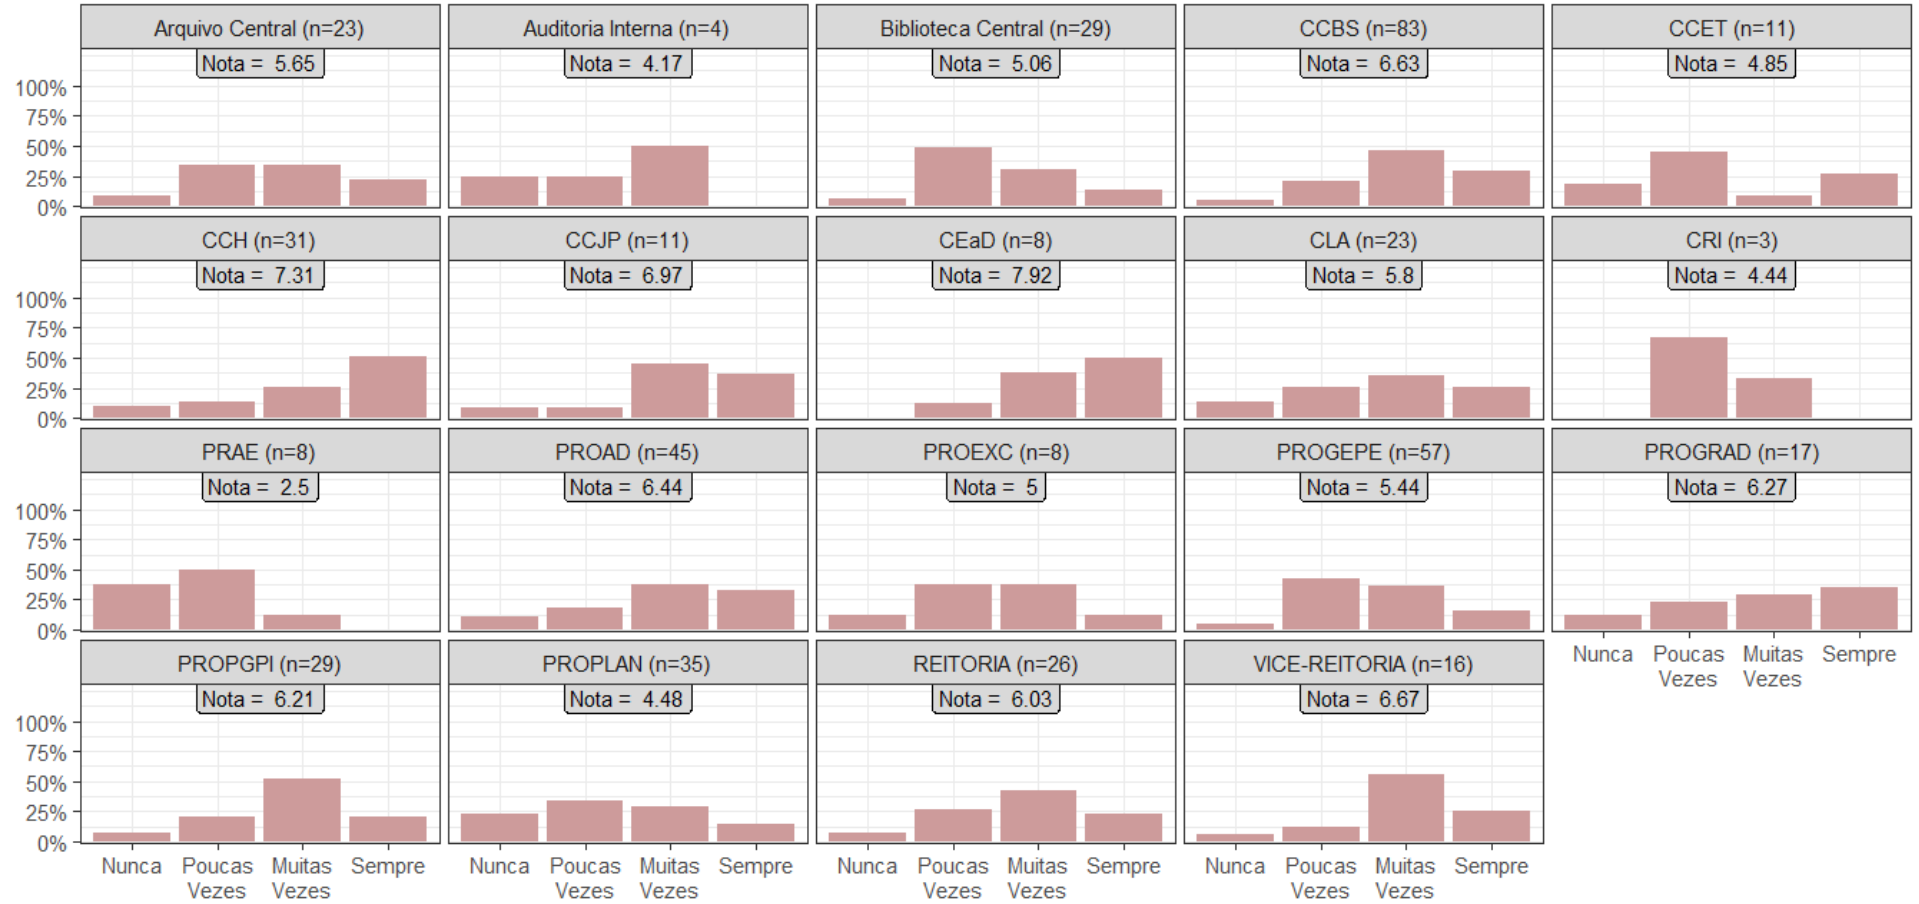 Arquivo Central (n=23)
Auditoria Interna (n=4)
Biblioteca Central (n=29)
CCBS (n=83)
CCET (n=11)
Nota = 5.65
Nota = 4.17
Nota = 5.06
Nota = 6.63
Nota = 4.85
100%
75%
50%
25%
0%
CCH (n=31)
CCJP (n=11)
CEaD (n=8)
CLA (n=23)
CRI (n=3)
Nota = 7.31
Nota = 6.97
Nota = 7.92
Nota = 5.8
Nota = 4.44
100%
75%
50%
25%
0%
PRAE (n=8)
PROAD (n=45)
PROEXC (n=8)
PROGEPE (n=57)
PROGRAD (n=17)
Nota = 2.5
Nota = 6.44
Nota = 5
Nota = 5.44
Nota = 6.27
100%
75%
50%
25%
0%
Nunca
Poucas
Vezes
Muitas
Vezes
Sempre
PROPGPI (n=29)
PROPLAN (n=35)
REITORIA (n=26)
VICE-REITORIA (n=16)
Nota = 6.21
Nota = 4.48
Nota = 6.03
Nota = 6.67
100%
75%
50%
25%
0%
Nunca
Poucas
Vezes
Muitas
Vezes
Sempre
Nunca
Poucas
Vezes
Muitas
Vezes
Sempre
Nunca
Poucas
Vezes
Muitas
Vezes
Sempre
Nunca
Poucas
Vezes
Muitas
Vezes
Sempre